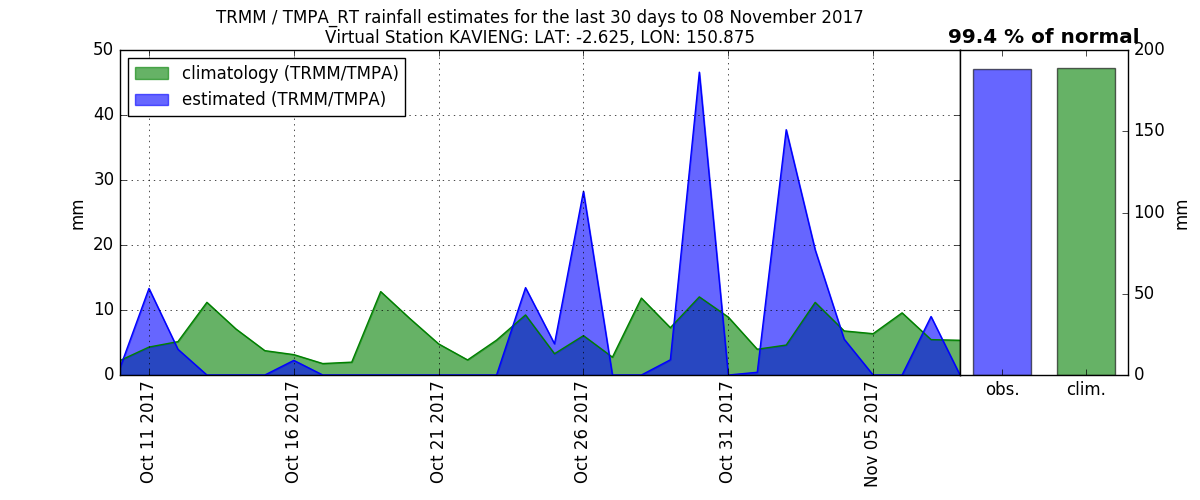 TRMM / TMPA_RT rainfall estimates for the last 30 days to 08 November 2017
Virtual Station KAVIENG: LAT: -2.625, LON: 150.875
99.4 % of normal
climatology (TRMM/TMPA)
estimated (TRMM/TMPA)
50
40
30
20
10
0
mm
Oct 11 2017
Oct 16 2017
Oct 21 2017
Oct 26 2017
Oct 31 2017
Nov 05 2017
obs.
clim.
200
150
100
50
0
mm